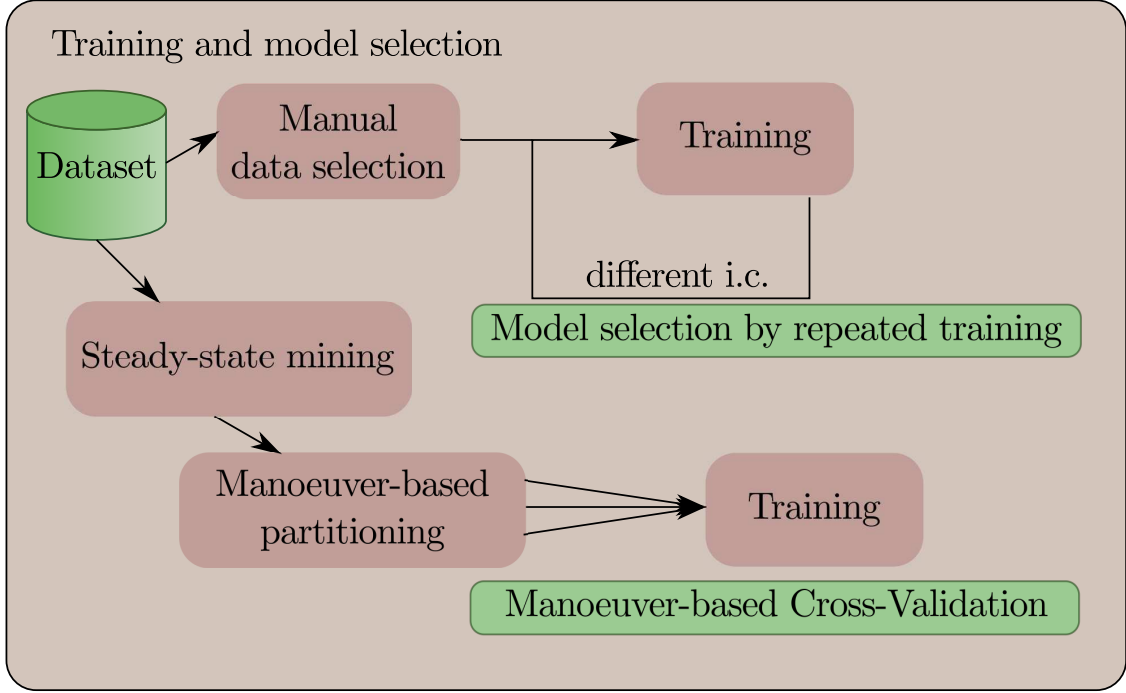 Training and model selection
Dataset
Manual
data selection
Training
different i.c.
Model selection by repeated training
Steady-state mining
Manoeuver-based
partitioning
Training
Manoeuver-based Cross-Validation